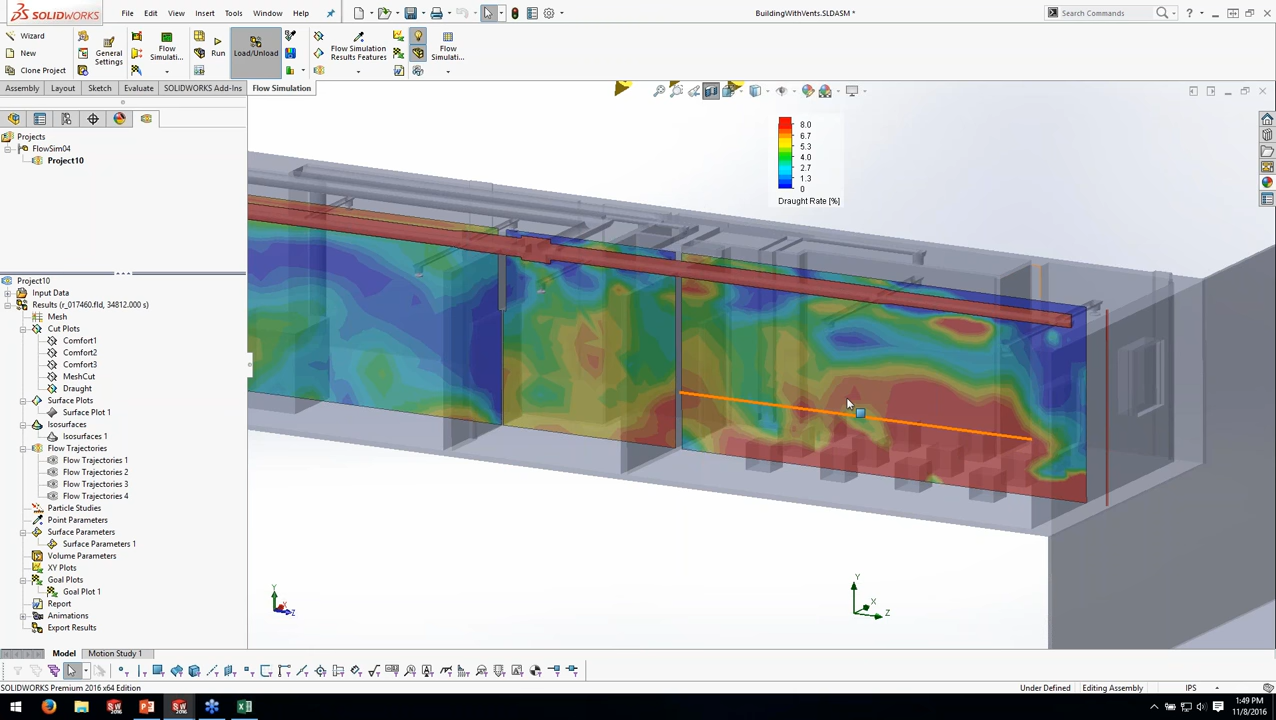 SOLIDWORKS
File Edit View Insert Tools Window Help
BuildingWithVents.SLDASM *
Search Commands
Wizard
New
Clone Project
General Settings
Flow Simulation...
Run
Load/Unload
Flow Simulation Results Features
Flow Simulati...
Assembly Layout Sketch Evaluate SOLIDWORKS Add-Ins Flow Simulation
Projects
FlowSim04
Project10
Project10
Input Data
Results (r_017460.fld, 34812.000 s)
Mesh
Cut Plots
Comfort1
Comfort2
Comfort3
MeshCut
Draught
Surface Plots
Surface Plot 1
Isosurfaces
Isosurfaces 1
Flow Trajectories
Flow Trajectories 1
Flow Trajectories 2
Flow Trajectories 3
Flow Trajectories 4
Particle Studies
Point Parameters
Surface Parameters
Surface Parameters 1
Volume Parameters
XY Plots
Goal Plots
Goal Plot 1
Report
Animations
Export Results
8.0
6.7
5.3
4.0
2.7
1.3
0
Draught Rate [%]
Y
X
Z
Y
X
Z
Model Motion Study 1
SOLIDWORKS Premium 2016 x64 Edition
Under Defined Editing Assembly IPS
1:49 PM
11/8/2016